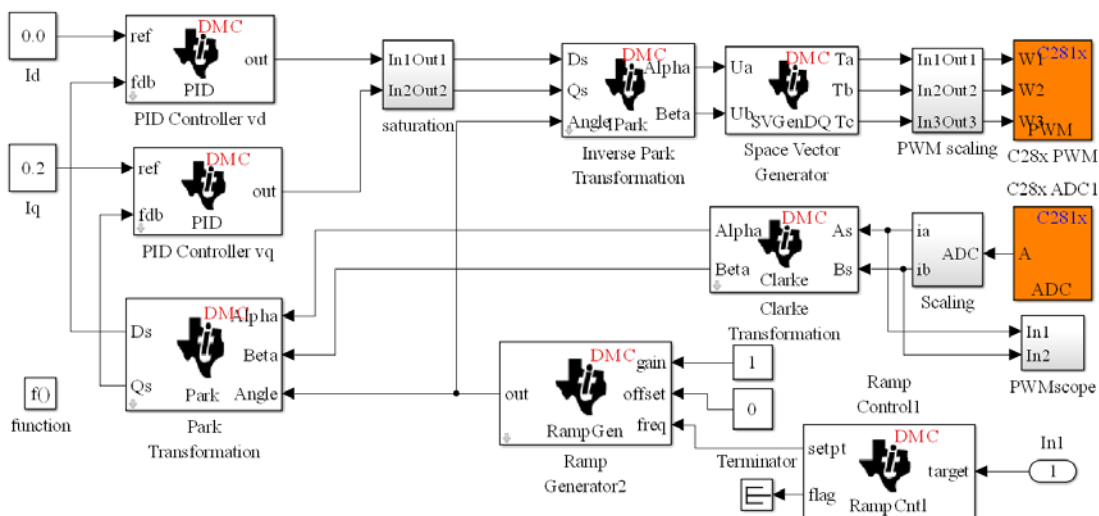 0.0
Id
ref
fdb
DMC
PID
out
PID Controller vd
In1Out1
In2Out2
saturation
Ds
Qs
Angle
DMC
IPark
Alpha
Beta
Inverse Park
Transformation
Ua
Ub
DMC
SVGenDQ
Ta
Tb
Tc
Space Vector
Generator
In1Out1
In2Out2
In3Out3
PWM scaling
C281x
W1
W2
W3
PWM
C28x PWM
0.2
Iq
ref
fdb
DMC
PID
out
PID Controller vq
Alpha
Beta
DMC
Clarke
As
Bs
Clarke
Transformation
ia
ib
ADC
Scaling
C28x ADC1
C281x
A
ADC
In1
In2
PWMscope
Ds
Qs
DMC
Park
Alpha
Beta
Angle
Park
Transformation
f()
function
out
DMC
RampGen
gain
offset
freq
Ramp
Generator2
1
0
Terminator
Ramp
Control1
setpt
flag
DMC
RampCntl
target
In1
1